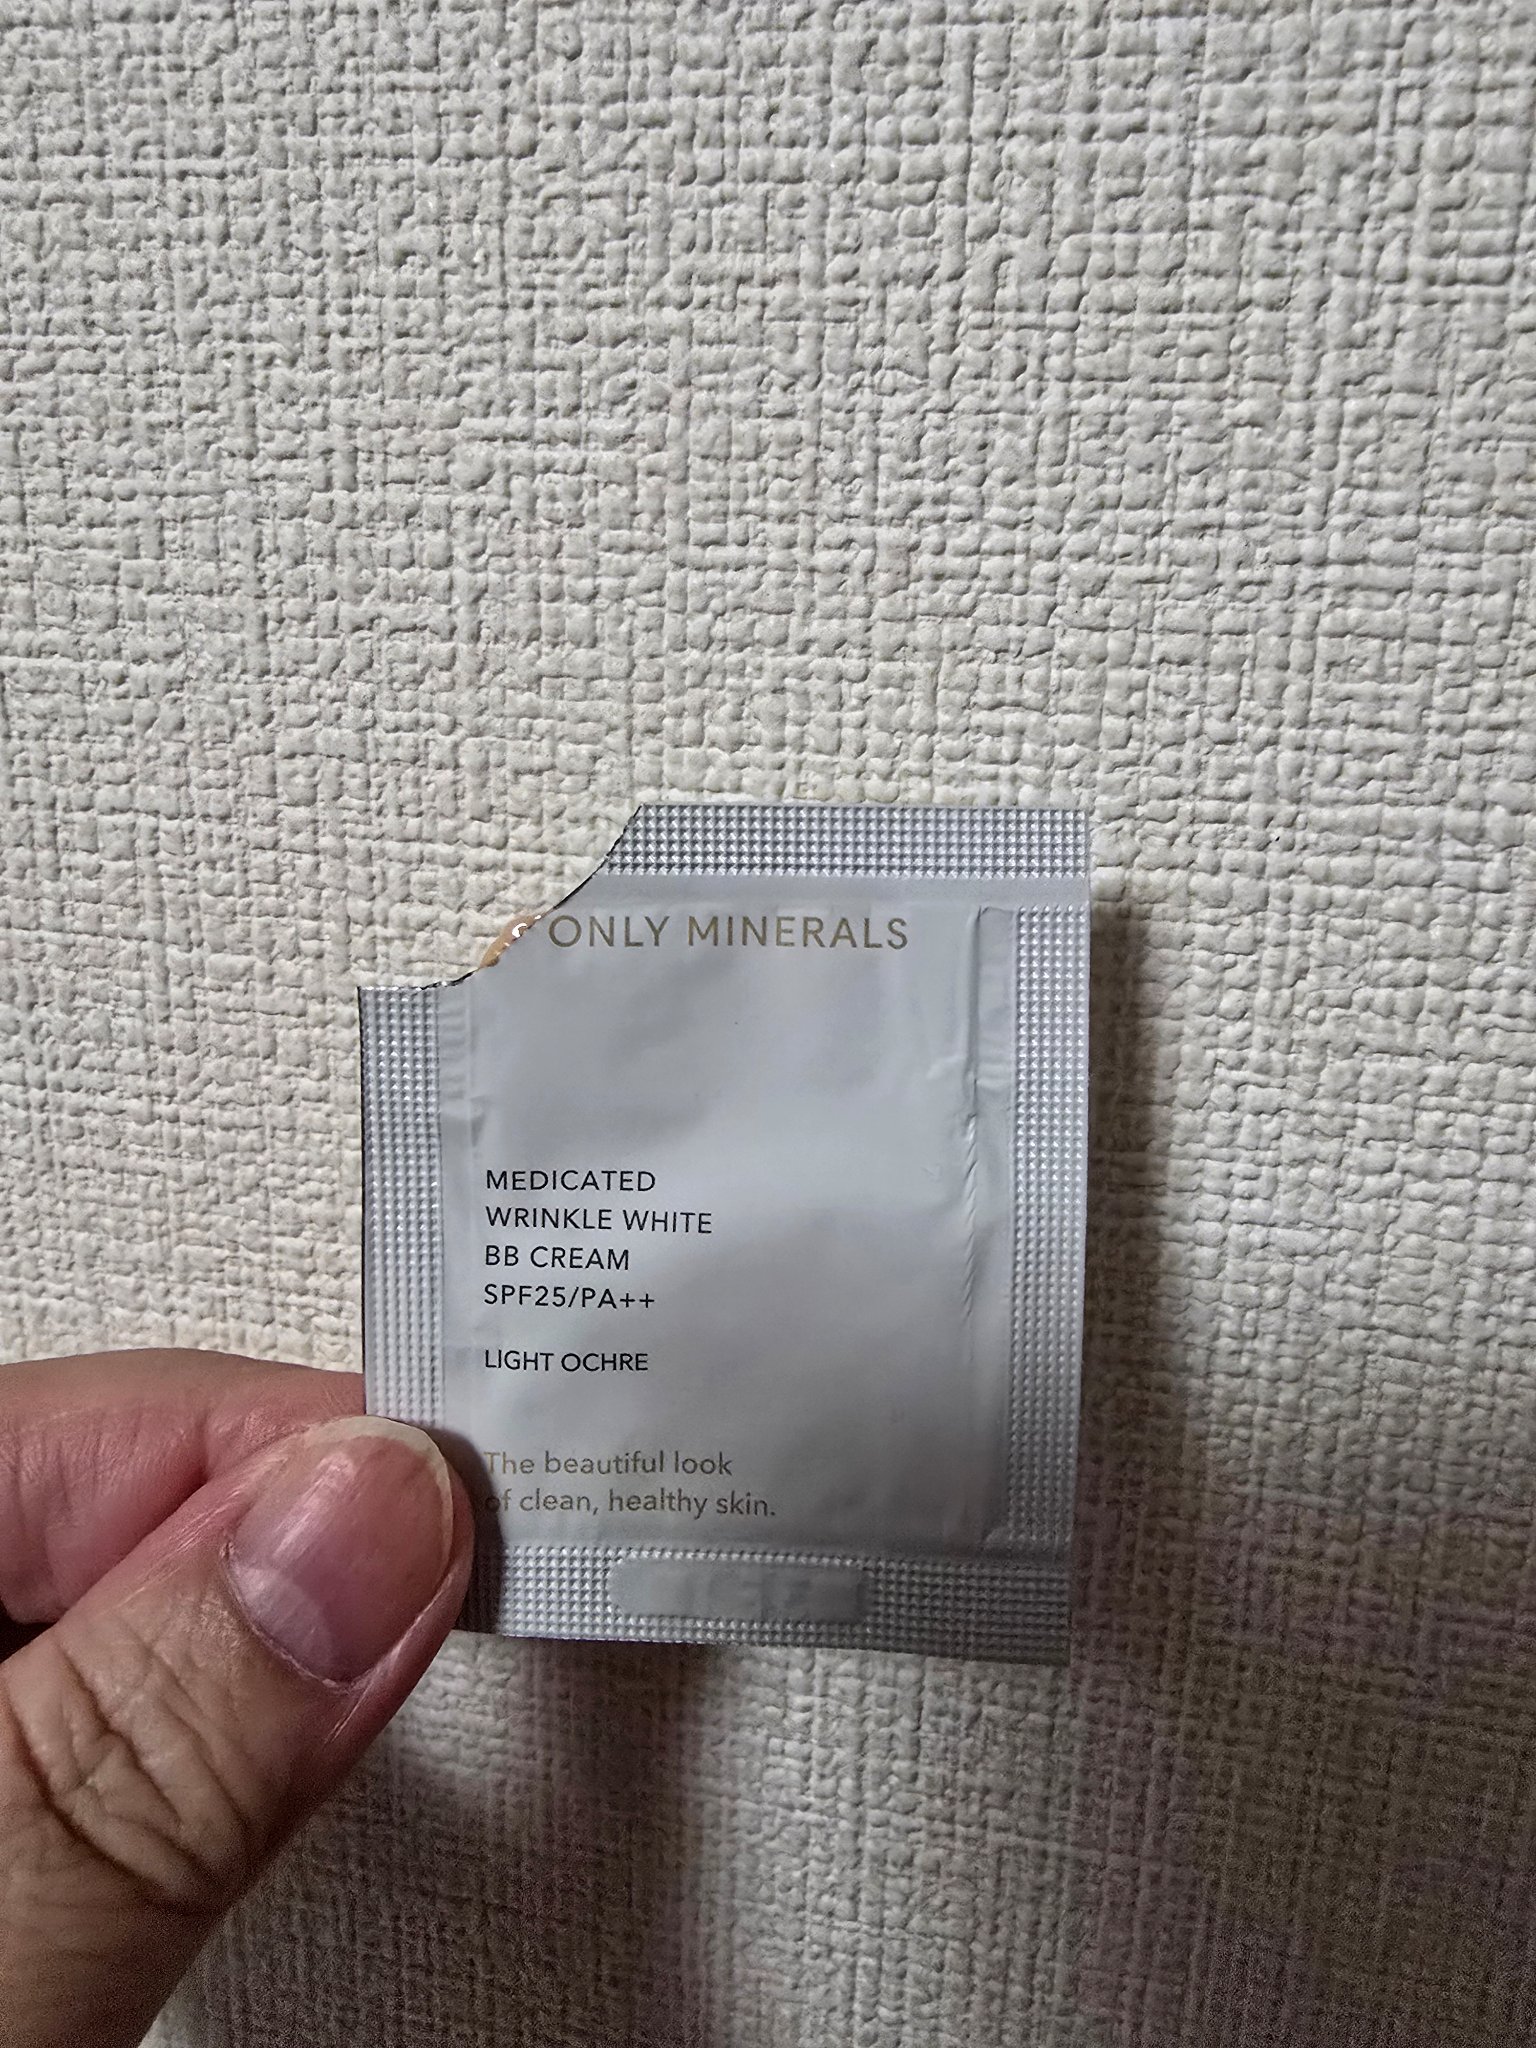 ONLY MINERALS
MEDICATED
WRINKLE WHITE
BB CREAM
SPF25/PA++
LIGHT OCHRE
The beautiful look
of clean, healthy skin.